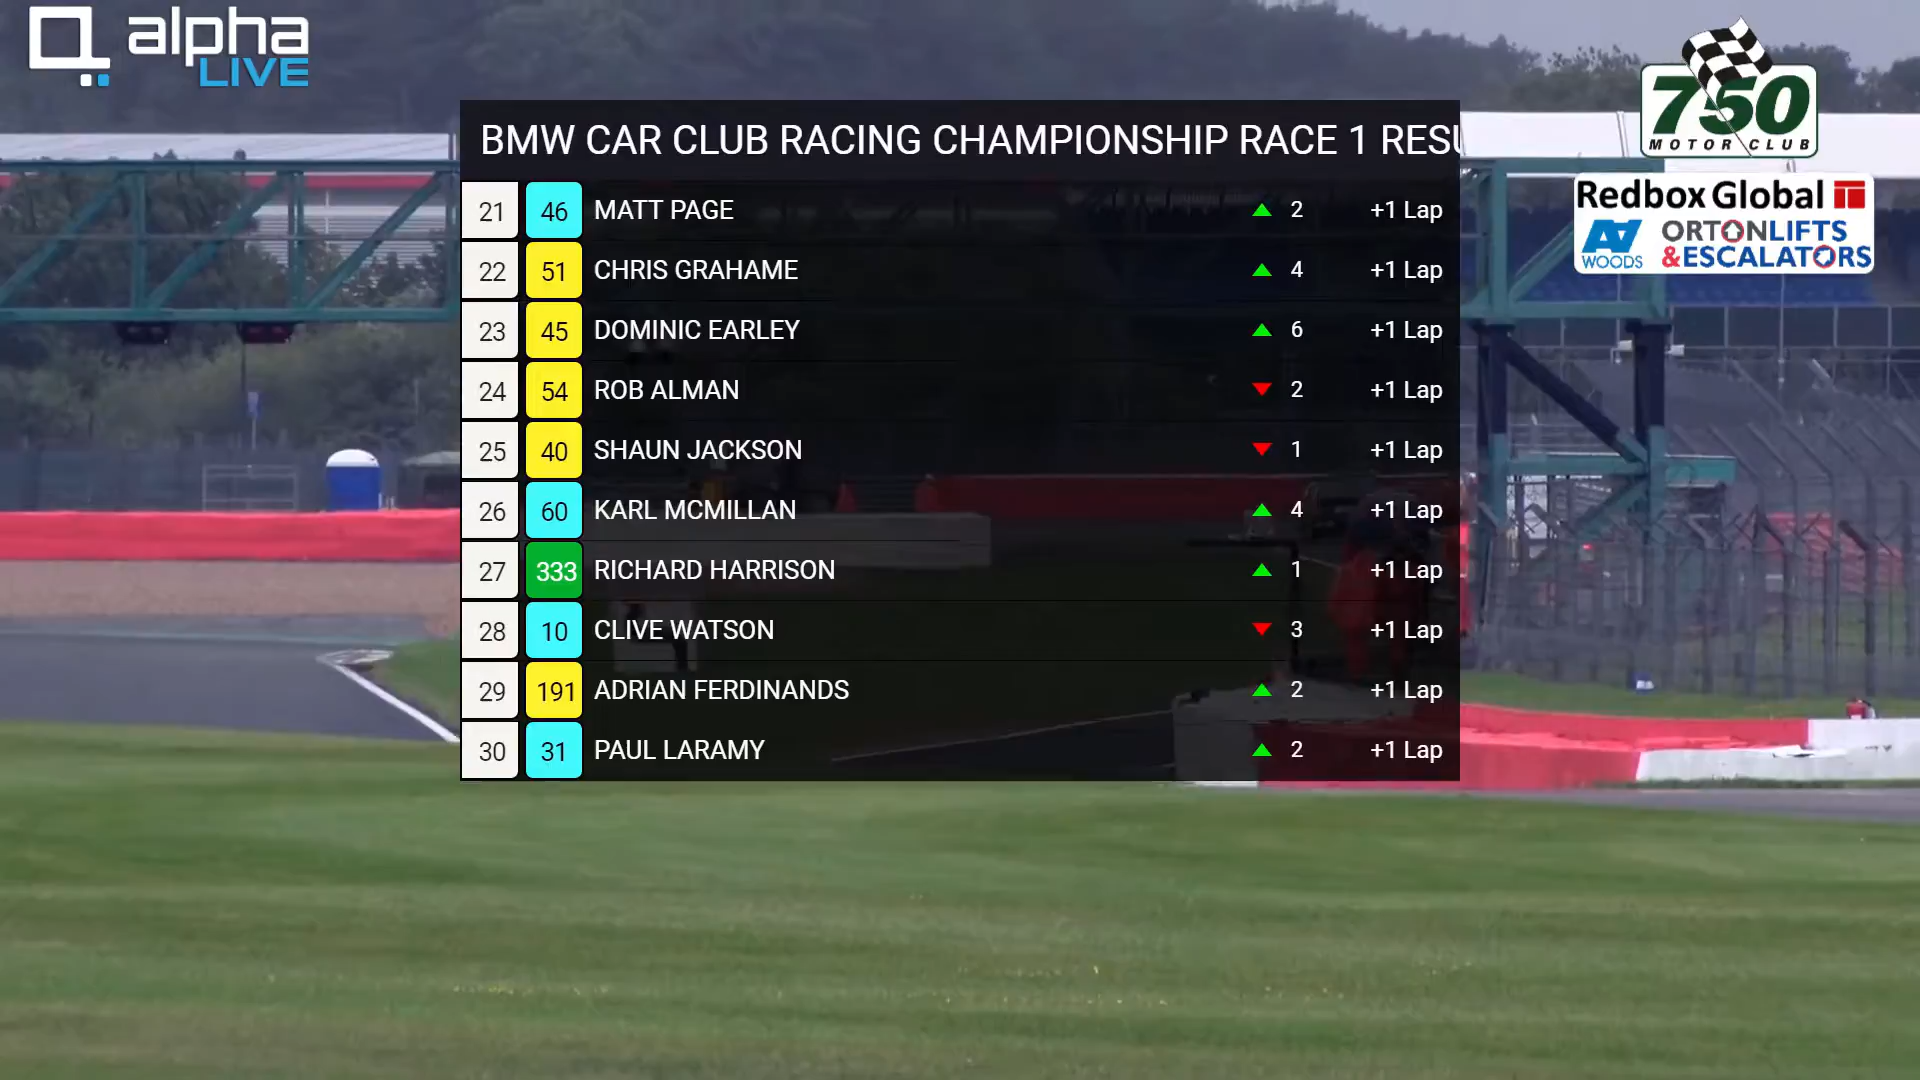 alpha
LIVE
750
MOTOR CLUB
Redbox Global
AA WOODS
ORTON LIFTS
& ESCALATORS
BMW CAR CLUB RACING CHAMPIONSHIP RACE 1 RESU
21 46 MATT PAGE 2 +1 Lap
22 51 CHRIS GRAHAME 4 +1 Lap
23 45 DOMINIC EARLEY 6 +1 Lap
24 54 ROB ALMAN 2 +1 Lap
25 40 SHAUN JACKSON 1 +1 Lap
26 60 KARL MCMILLAN 4 +1 Lap
27 333 RICHARD HARRISON 1 +1 Lap
28 10 CLIVE WATSON 3 +1 Lap
29 191 ADRIAN FERDINANDS 2 +1 Lap
30 31 PAUL LARAMY 2 +1 Lap